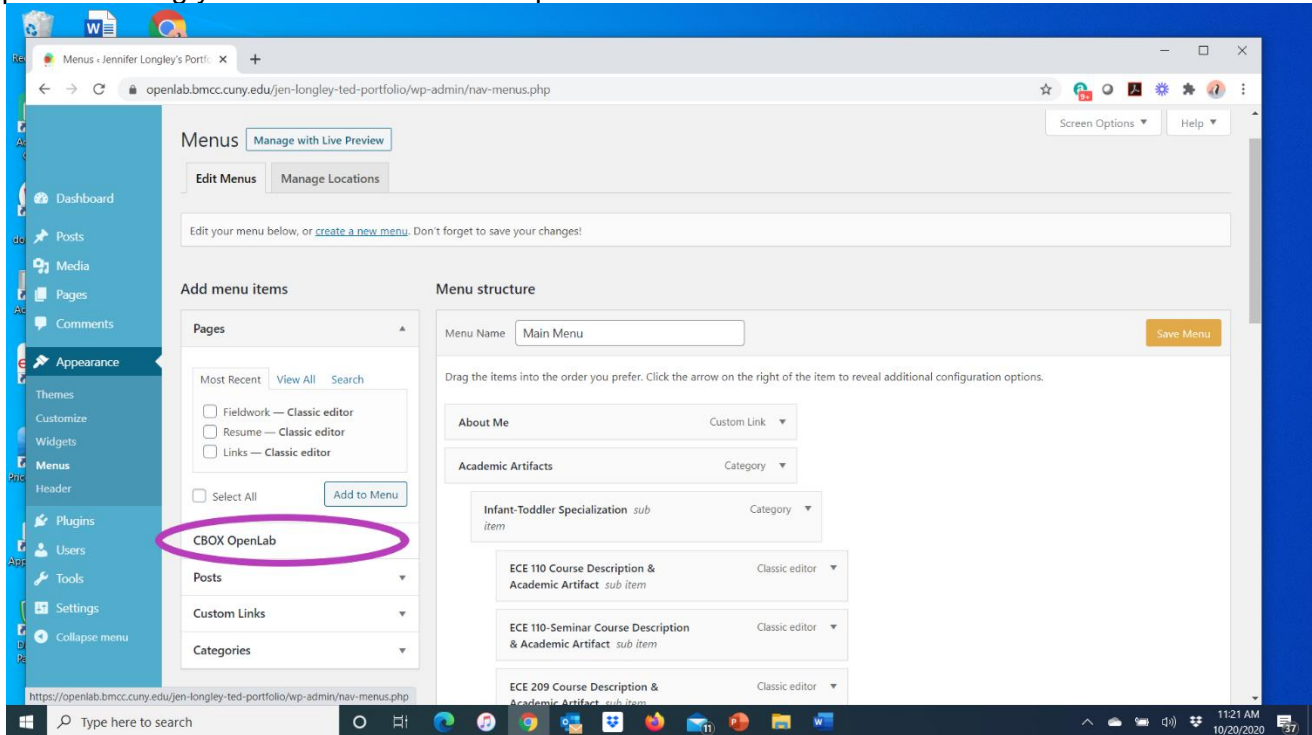 Menus ‹ Jennifer Longley's Portfo
openlab.bmcc.cuny.edu/jen-longley-ted-portfolio/wp-admin/nav-menus.php
Screen Options
Help
Menus
Manage with Live Preview
Edit Menus
Manage Locations
Edit your menu below, or create a new menu. Don't forget to save your changes!
Dashboard
Posts
Media
Pages
Comments
Appearance
Themes
Customize
Widgets
Menus
Header
Plugins
Users
Tools
Settings
Collapse menu
Add menu items
Pages
Most Recent
View All
Search
Fieldwork — Classic editor
Resume — Classic editor
Links — Classic editor
Select All
Add to Menu
CBOX OpenLab
Posts
Custom Links
Categories
Menu structure
Menu Name
Main Menu
Save Menu
Drag the items into the order you prefer. Click the arrow on the right of the item to reveal additional configuration options.
About Me
Custom Link
Academic Artifacts
Category
Infant-Toddler Specialization sub
item
Category
ECE 110 Course Description &
Academic Artifact sub item
Classic editor
ECE 110-Seminar Course Description
& Academic Artifact sub item
Classic editor
ECE 209 Course Description &
Academic Artifact sub item
Classic editor
https://openlab.bmcc.cuny.edu/jen-longley-ted-portfolio/wp-admin/nav-menus.php
Type here to search
11:21 AM
10/20/2020
37